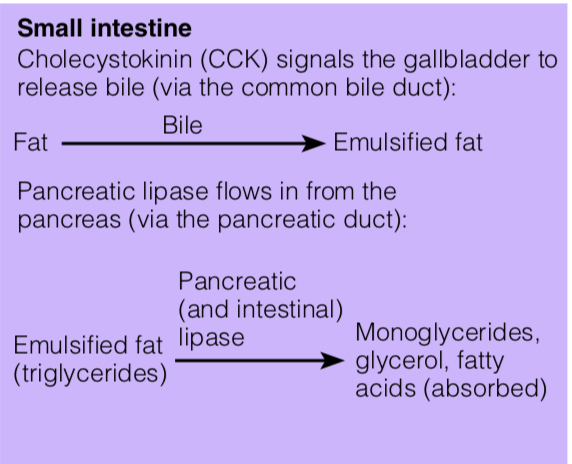 Small intestine
Cholecystokinin (CCK) signals the gallbladder to
release bile (via the common bile duct):
Bile
Fat
Emulsified fat
Pancreatic lipase flows in from the
pancreas (via the pancreatic duct):
Pancreatic
(and intestinal)
lipase
Emulsified fat
(triglycerides)
Monoglycerides,
glycerol, fatty
acids (absorbed)